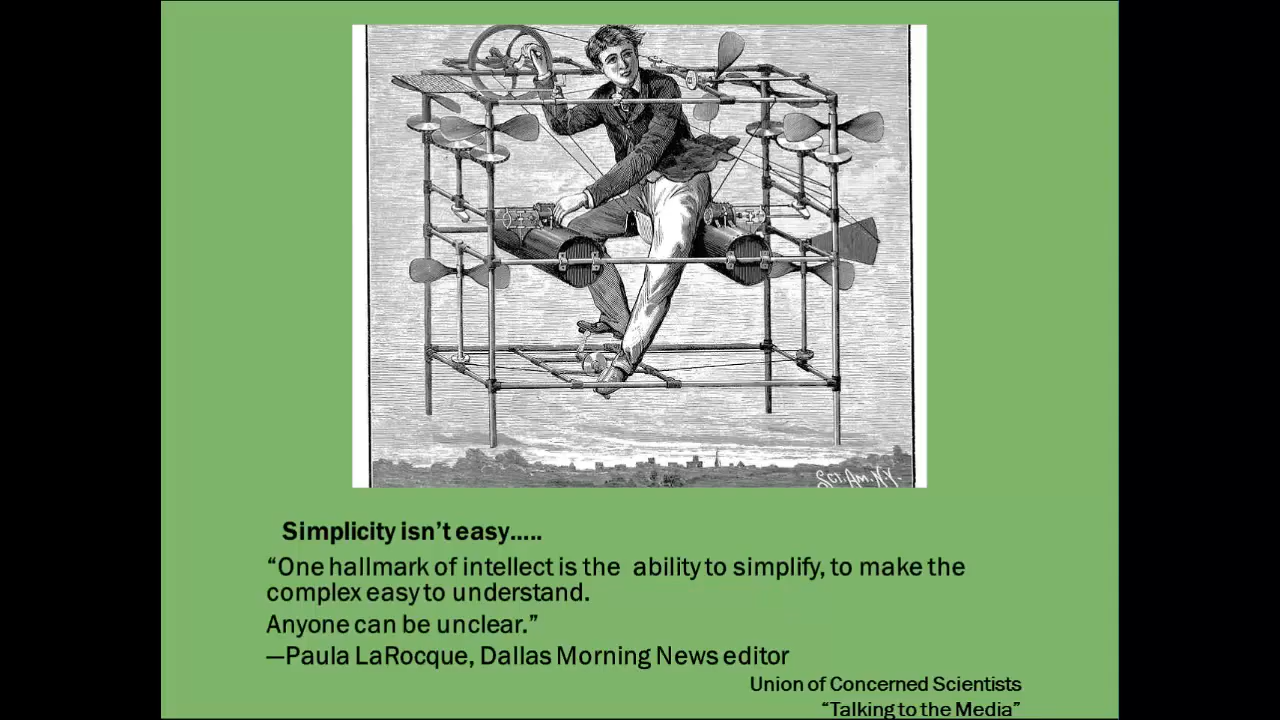 Sci. Am. N.Y.
Simplicity isn’t easy…..
“One hallmark of intellect is the  ability to simplify, to make the
complex easy to understand.
Anyone can be unclear.”
—Paula LaRocque, Dallas Morning News editor
Union of Concerned Scientists
“Talking to the Media”